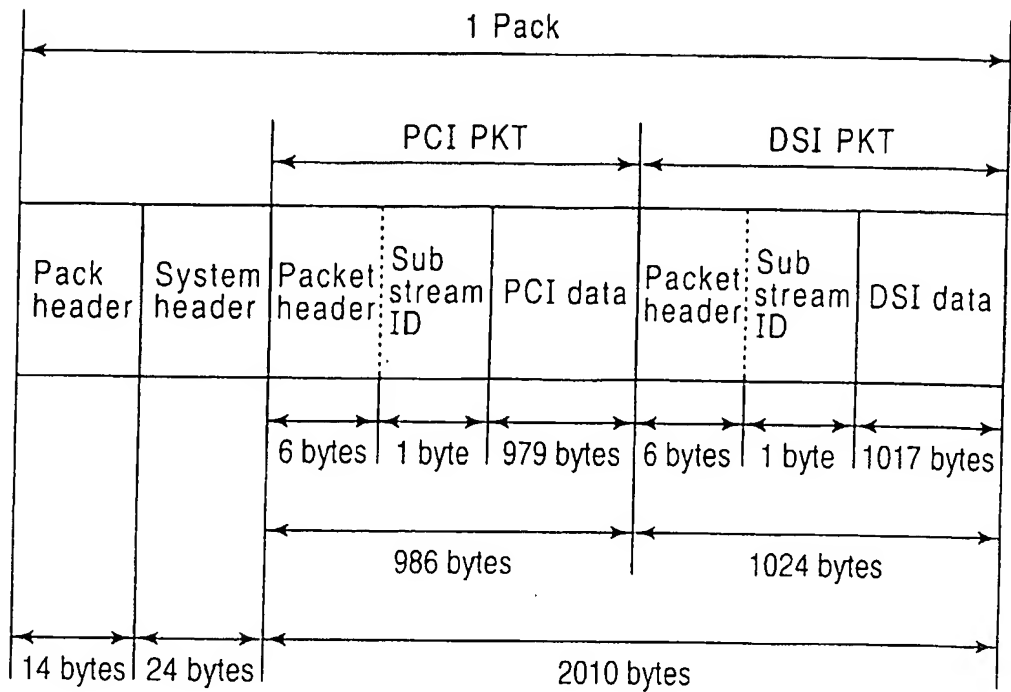 1 Pack
PCI PKT
DSI PKT
Pack
header
System
header
Packet
header
Sub
stream
ID
PCI data
Packet
header
Sub
stream
ID
DSI data
6 bytes
1 byte
979 bytes
6 bytes
1 byte
1017 bytes
986 bytes
1024 bytes
14 bytes
24 bytes
2010 bytes